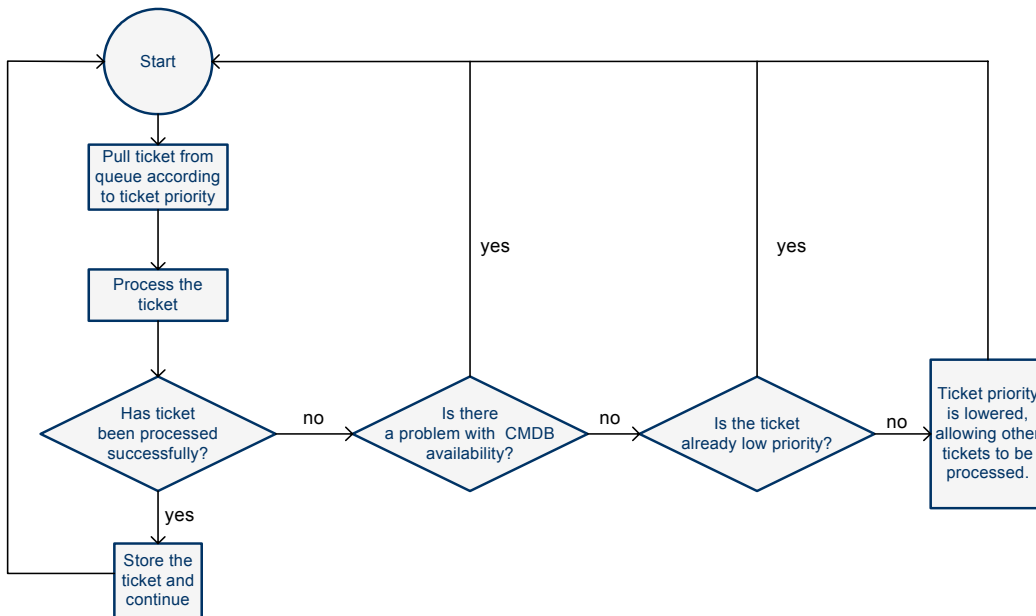 Start
Pull ticket from
queue according
to ticket priority
yes
yes
Process the
ticket
Has ticket
been processed
successfully?
no
Is there
a problem with CMDB
availability?
no
Is the ticket
already low priority?
no
Ticket priority
is lowered,
allowing other
tickets to be
processed.
yes
Store the
ticket and
continue